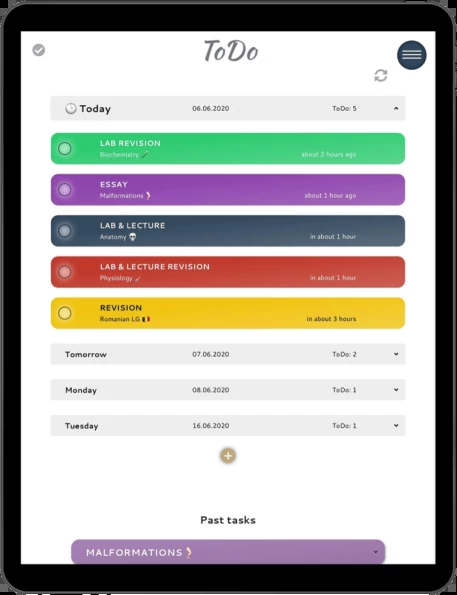 ToDo
Today 06.06.2020 ToDo: 5
LAB REVISION
Biochemistry about 2 hours ago
ESSAY
Malformations about 1 hour ago
LAB & LECTURE
Anatomy in about 1 hour
LAB & LECTURE REVISION
Physiology in about 1 hour
REVISION
Romanian LG in about 3 hours
Tomorrow 07.06.2020 ToDo: 2
Monday 08.06.2020 ToDo: 1
Tuesday 16.06.2020 ToDo: 1
Past tasks
MALFORMATIONS